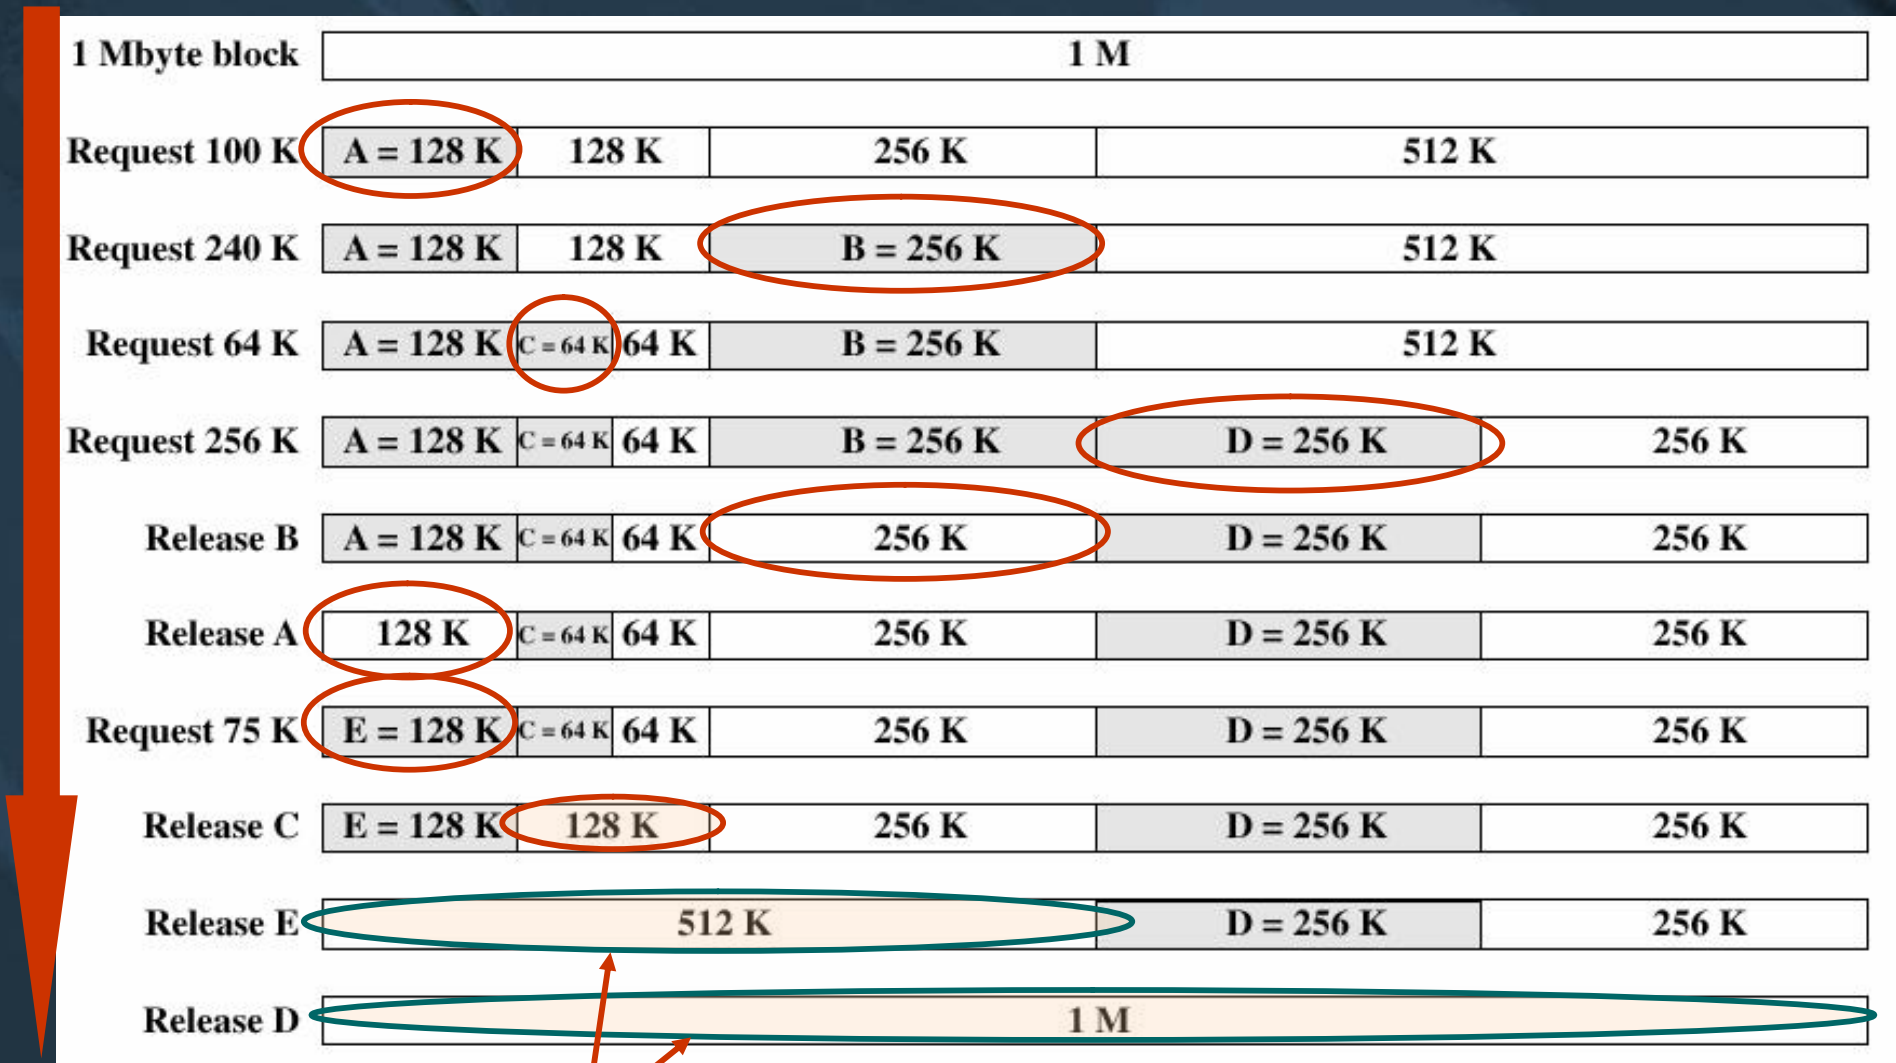 1 Mbyte block 1 M
Request 100 K A = 128 K 128 K 256 K 512 K
Request 240 K A = 128 K 128 K B = 256 K 512 K
Request 64 K A = 128 K C = 64 K 64 K B = 256 K 512 K
Request 256 K A = 128 K C = 64 K 64 K B = 256 K D = 256 K 256 K
Release B A = 128 K C = 64 K 64 K 256 K D = 256 K 256 K
Release A 128 K C = 64 K 64 K 256 K D = 256 K 256 K
Request 75 K E = 128 K C = 64 K 64 K 256 K D = 256 K 256 K
Release C E = 128 K 128 K 256 K D = 256 K 256 K
Release E 512 K D = 256 K 256 K
Release D 1 M